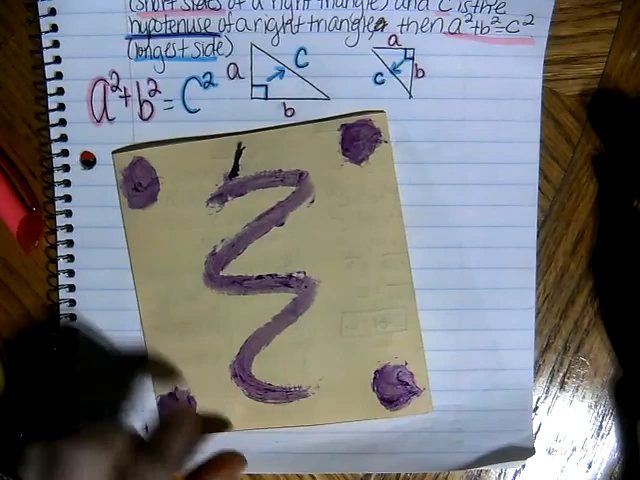 (short sides of a right triangle) and C is the
hypotenuse of a right triangle, then a²+b²=c²
(longest side)
a c b
a c b
a²+b²=c²